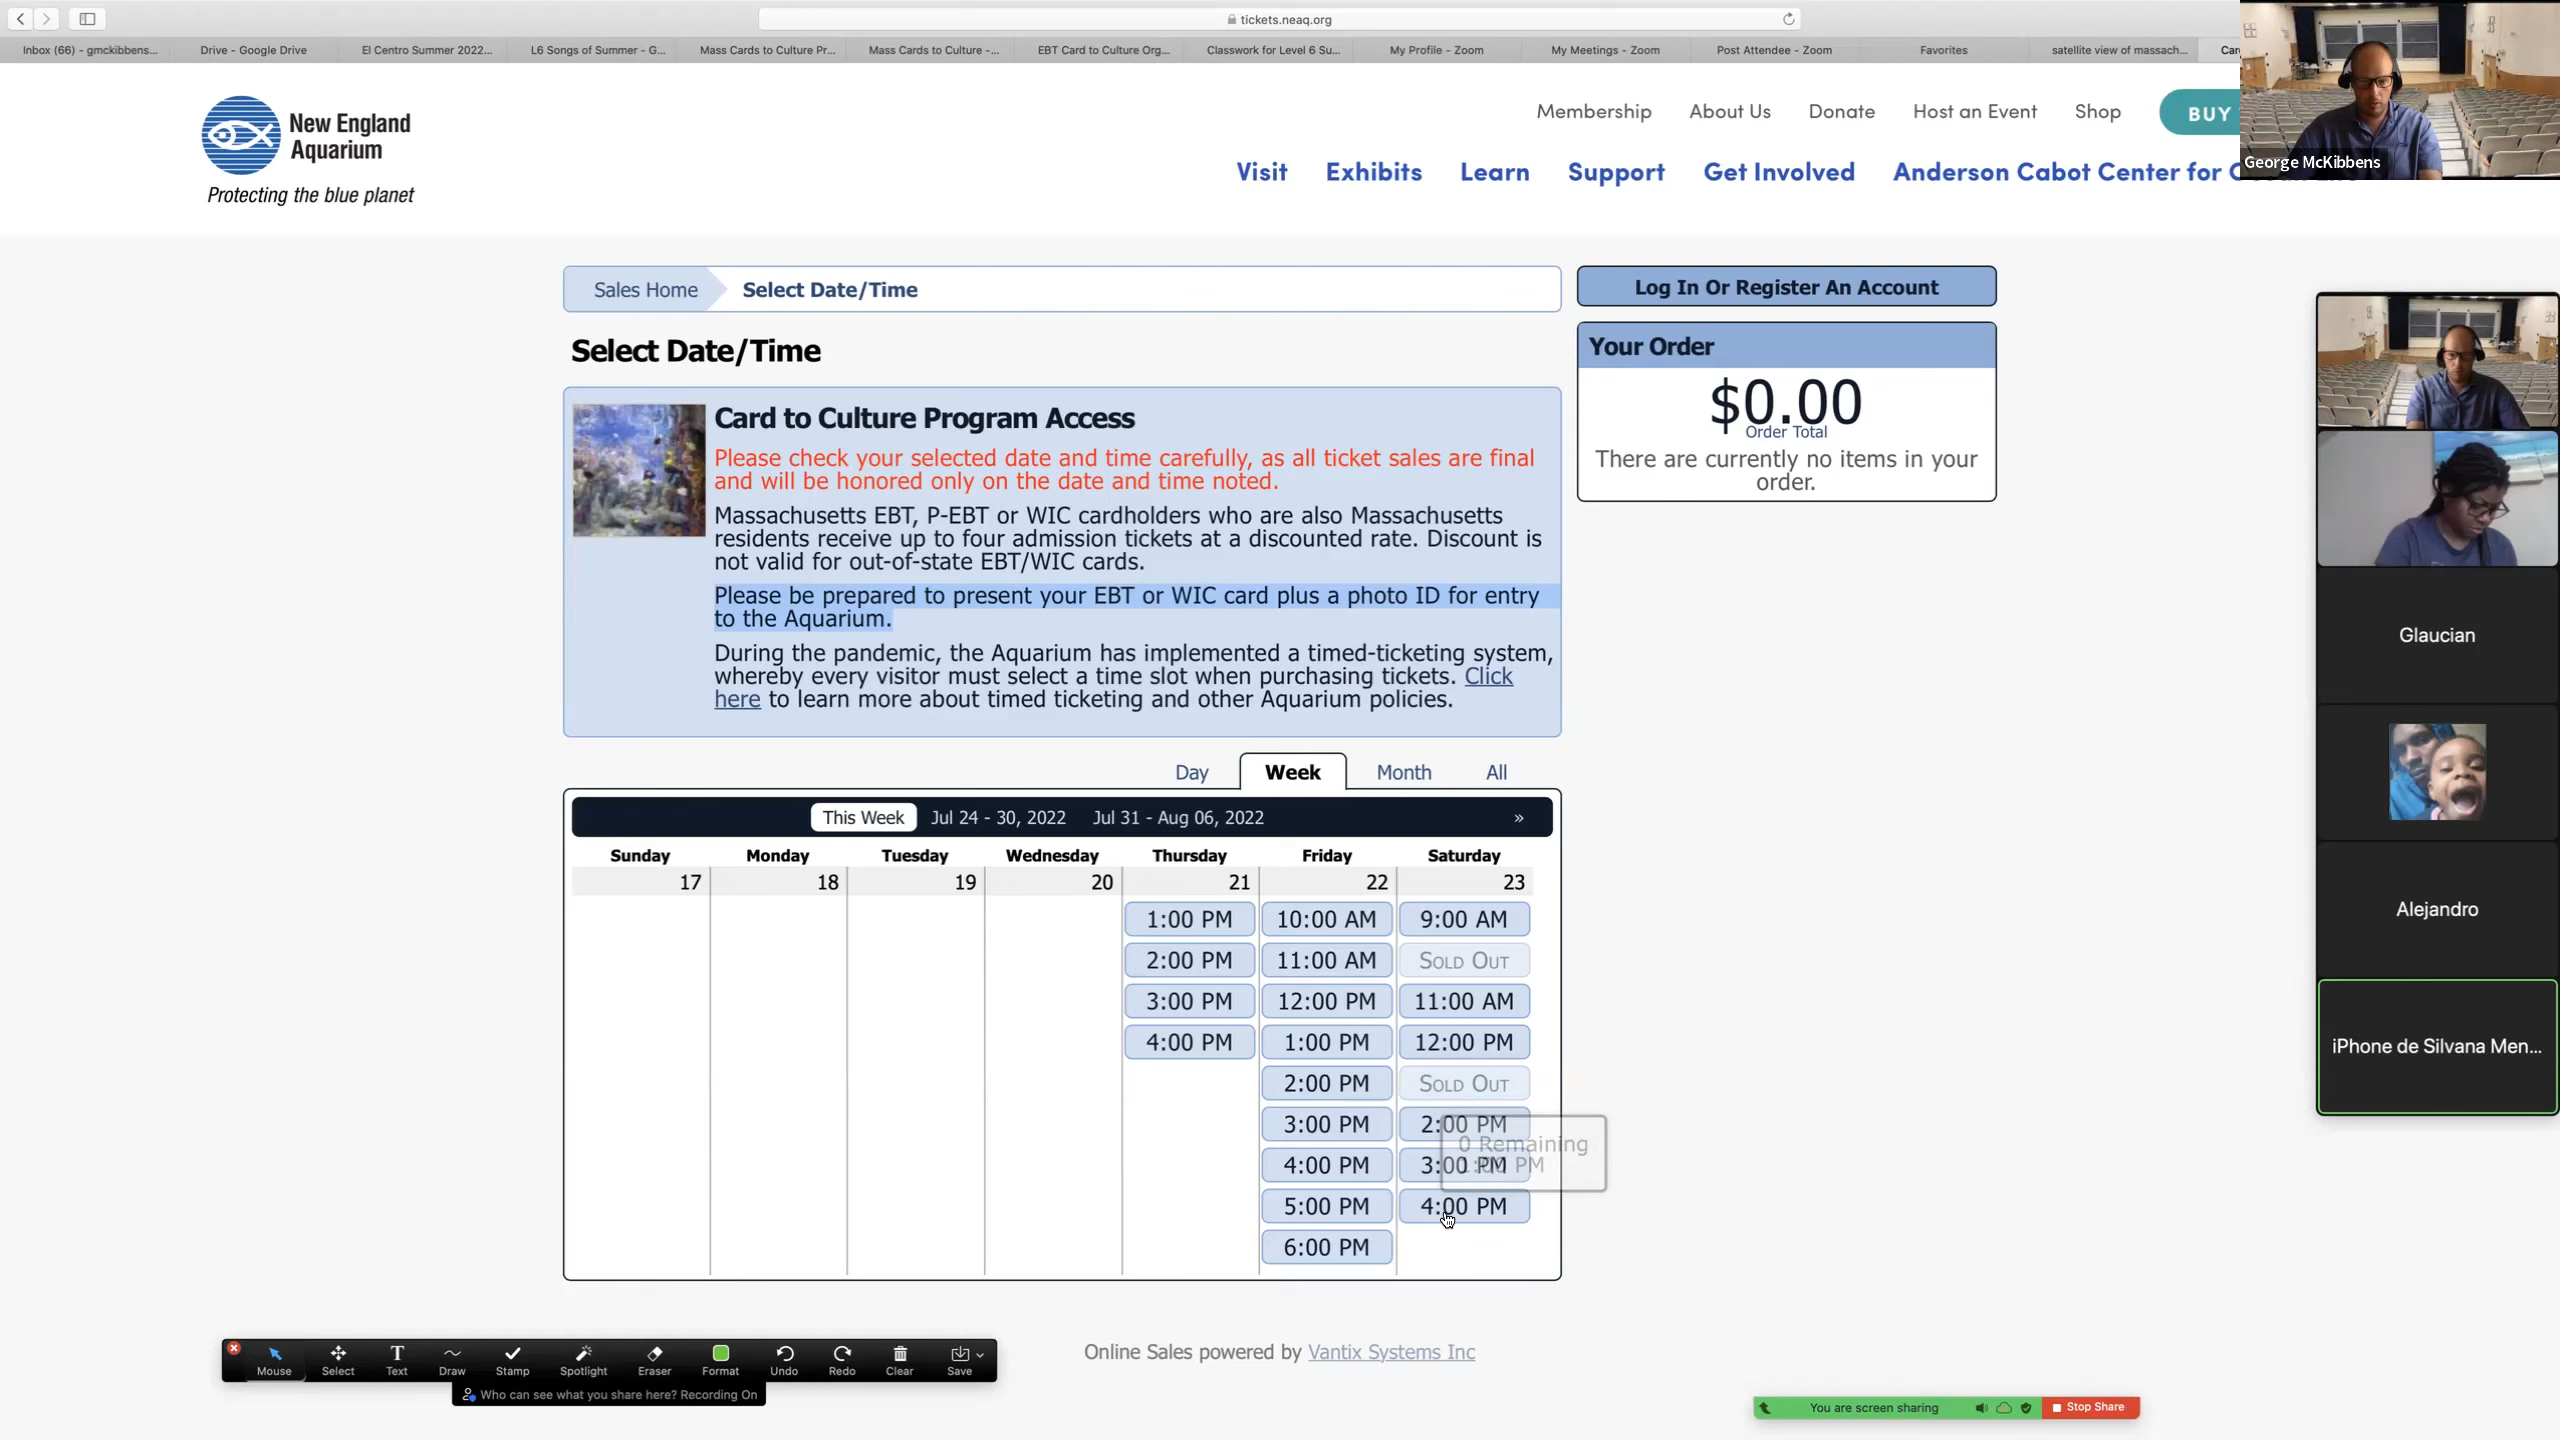 tickets.neaq.org
Inbox (66) - gmckibbens...
Drive - Google Drive
El Centro Summer 2022...
L6 Songs of Summer - G...
Mass Cards to Culture Pr...
Mass Cards to Culture -...
EBT Card to Culture Org...
Classwork for Level 6 Su...
My Profile - Zoom
My Meetings - Zoom
Post Attendee - Zoom
Favorites
satellite view of massach...
New England
Aquarium
Protecting the blue planet
Membership
About Us
Donate
Host an Event
Shop
BUY
Visit
Exhibits
Learn
Support
Get Involved
Anderson Cabot Center for
George McKibbens
Sales Home
Select Date/Time
Log In Or Register An Account
Select Date/Time
Your Order
$0.00
Order Total
There are currently no items in your
order.
Card to Culture Program Access
Please check your selected date and time carefully, as all ticket sales are final
and will be honored only on the date and time noted.
Massachusetts EBT, P-EBT or WIC cardholders who are also Massachusetts
residents receive up to four admission tickets at a discounted rate. Discount is
not valid for out-of-state EBT/WIC cards.
Please be prepared to present your EBT or WIC card plus a photo ID for entry
to the Aquarium.
During the pandemic, the Aquarium has implemented a timed-ticketing system,
whereby every visitor must select a time slot when purchasing tickets. Click
here to learn more about timed ticketing and other Aquarium policies.
Day
Week
Month
All
This Week
Jul 24 - 30, 2022
Jul 31 - Aug 06, 2022
»
Sunday
Monday
Tuesday
Wednesday
Thursday
Friday
Saturday
17
18
19
20
21
22
23
1:00 PM
10:00 AM
9:00 AM
2:00 PM
11:00 AM
Sold Out
3:00 PM
12:00 PM
11:00 AM
4:00 PM
1:00 PM
12:00 PM
2:00 PM
Sold Out
3:00 PM
2:00 PM
0 Remaining
4:00 PM
3:00 PM
1:00 PM
5:00 PM
4:00 PM
6:00 PM
Glaucian
Alejandro
iPhone de Silvana Men...
Mouse
Select
Text
Draw
Stamp
Spotlight
Eraser
Format
Undo
Redo
Clear
Save
Who can see what you share here? Recording On
Online Sales powered by Vantix Systems Inc
You are screen sharing
Stop Share